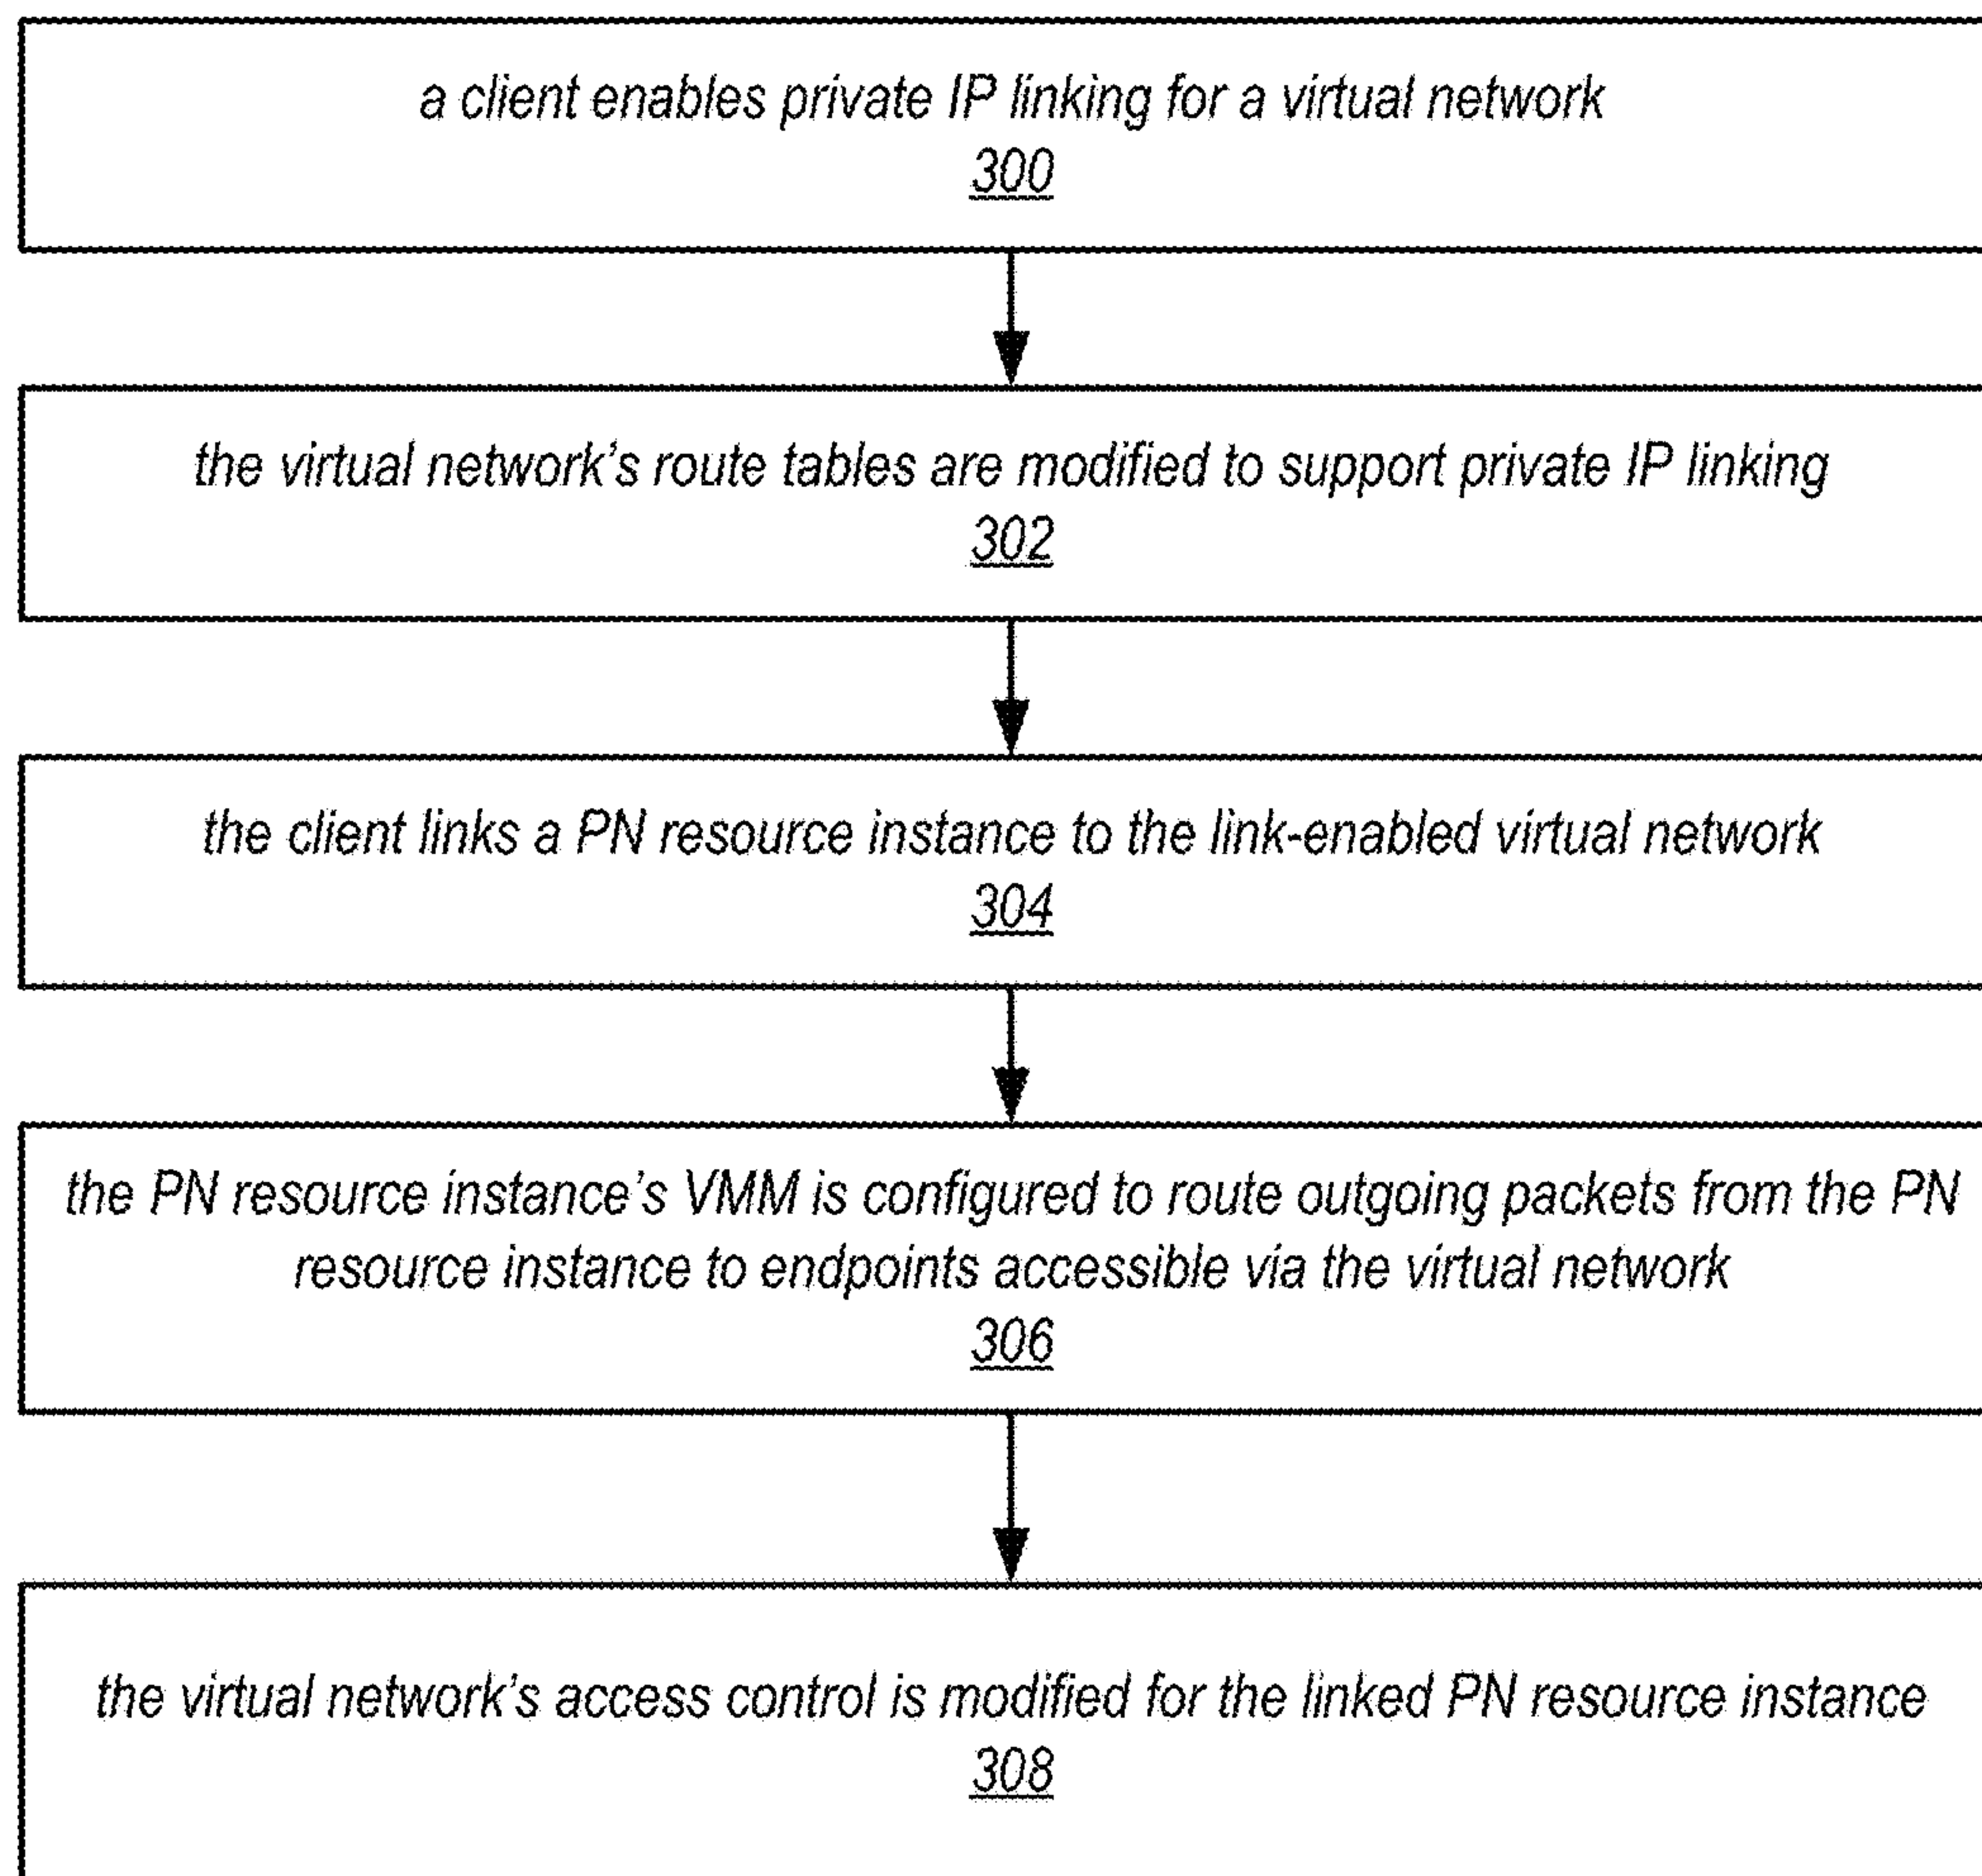 a client enables private IP linking for a virtual network
300
the virtual network's route tables are modified to support private IP linking
302
the client links a PN resource instance to the link-enabled virtual network
304
the PN resource instance's VMM is configured to route outgoing packets from the PN
resource instance to endpoints accessible via the virtual network
306
the virtual network's access control is modified for the linked PN resource instance
308